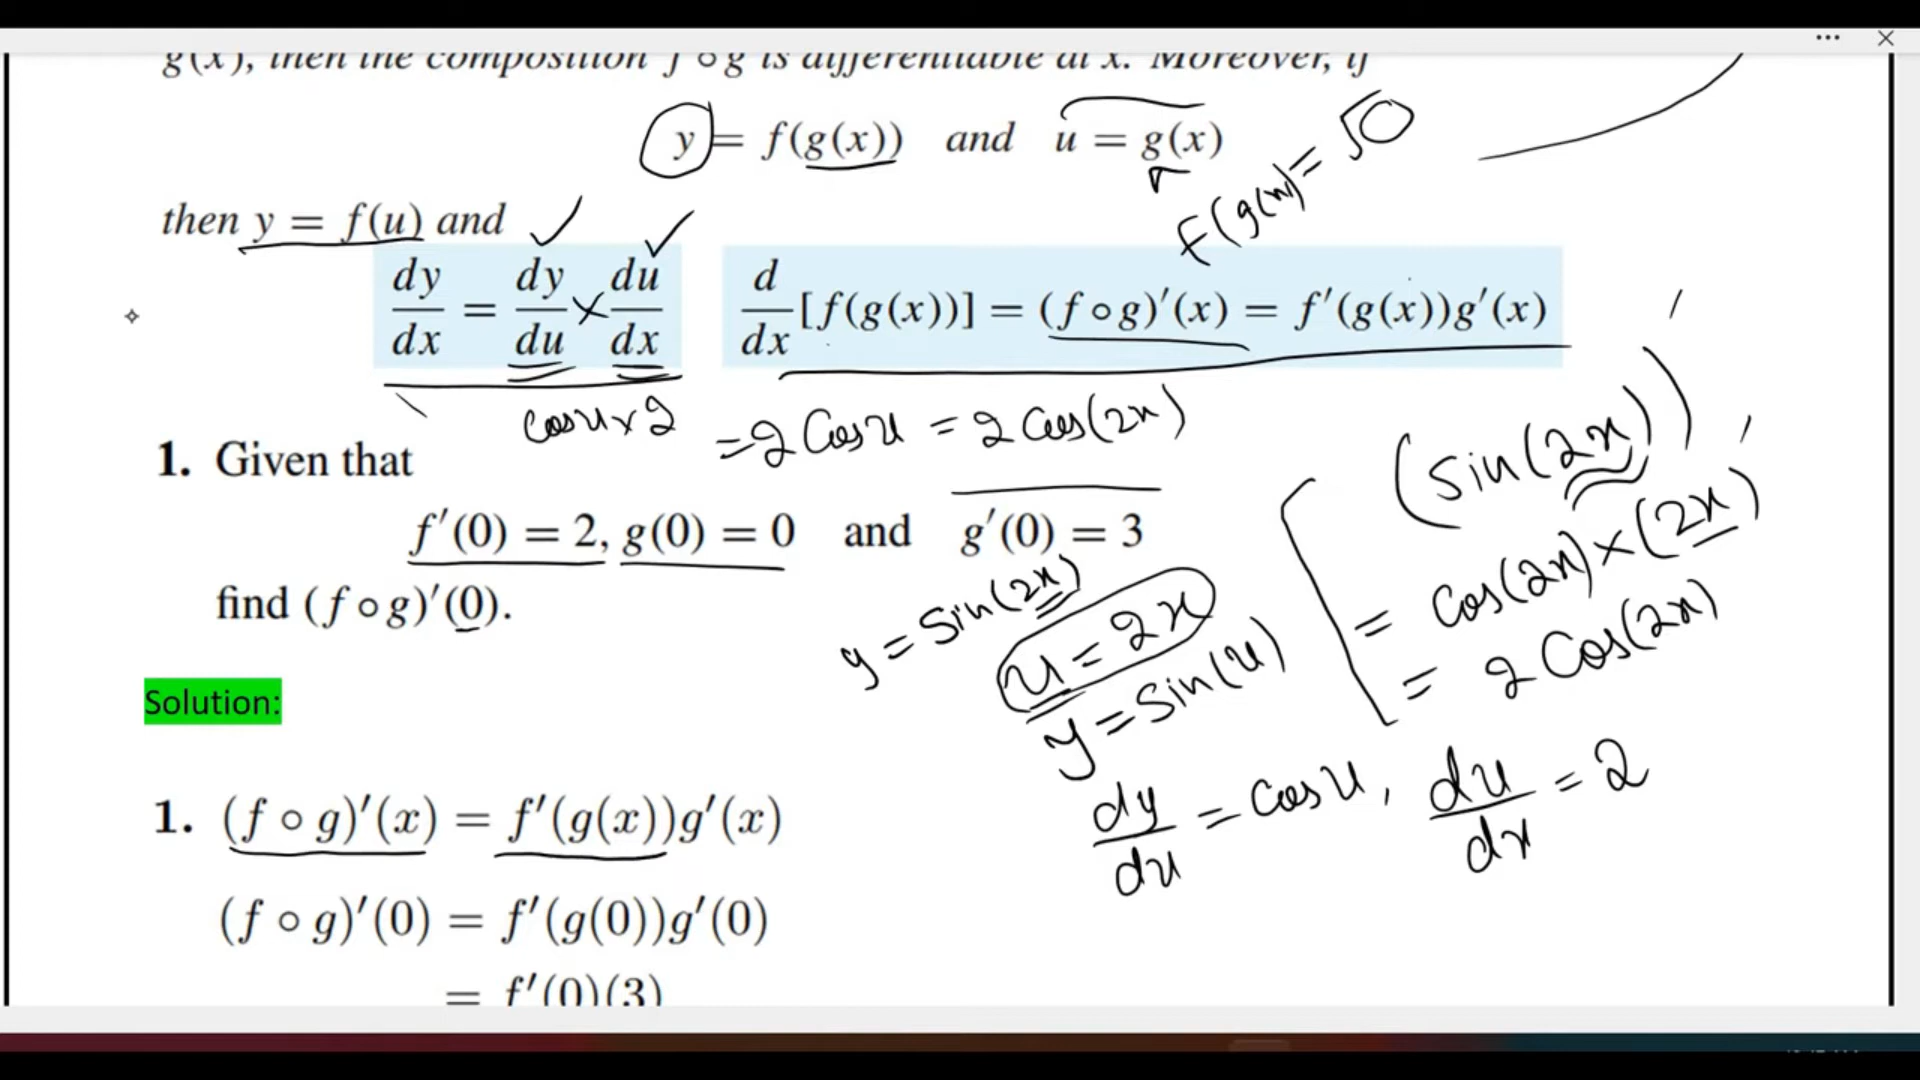 g(x), then the composition f ∘ g is differentiable at x. Moreover, if
y = f(g(x)) and u = g(x)
F(g(x)) =
then y = f(u) and
dy/dx = dy/du × du/dx
d/dx [f(g(x))] = (f ∘ g)′(x) = f′(g(x))g′(x)
cos u × 2 = 2 Cos u = 2 Cos(2x)
1. Given that
f′(0) = 2, g(0) = 0 and g′(0) = 3
find (f ∘ g)′(0).
y = Sin(2x)
u = 2x
y = Sin(u)
dy/du = Cos u, du/dx = 2
(Sin(2x))′
= Cos(2x) × (2x)′
= 2 Cos(2x)
Solution:
1. (f ∘ g)′(x) = f′(g(x))g′(x)
(f ∘ g)′(0) = f′(g(0))g′(0)
= f′(0)(3)